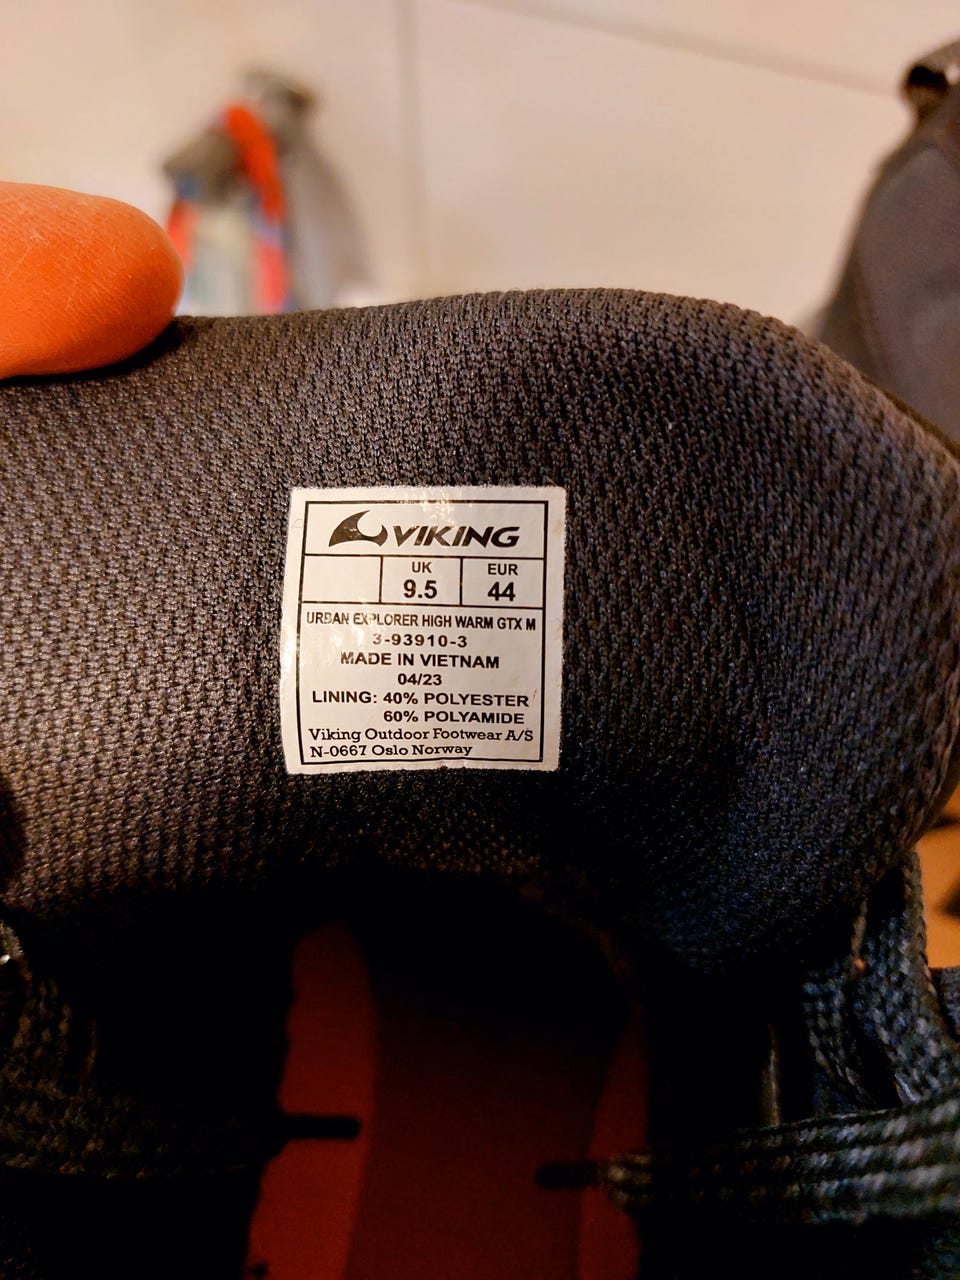 VIKING
UK EUR
9.5 44
URBAN EXPLORER HIGH WARM GTX M
3-93910-3
MADE IN VIETNAM
04/23
LINING: 40% POLYESTER
60% POLYAMIDE
Viking Outdoor Footwear A/S
N-0667 Oslo Norway